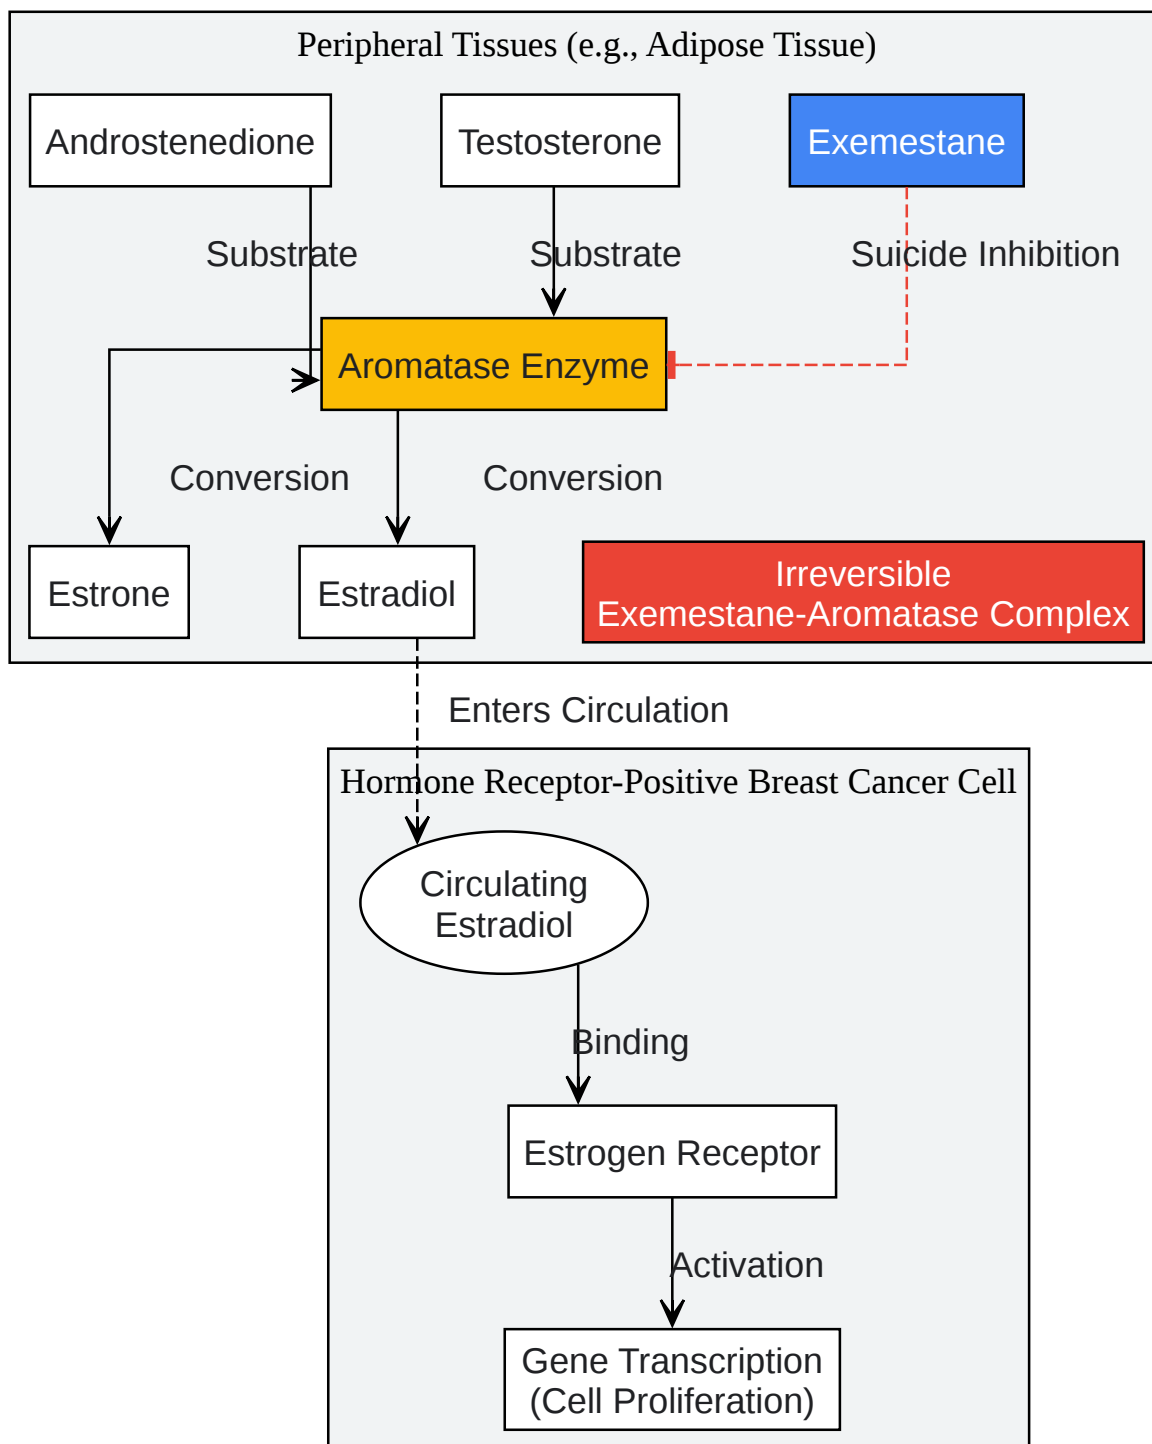 Peripheral Tissues (e.g., Adipose Tissue)
Androstenedione
Testosterone
Exemestane
Substrate
Substrate
Suicide Inhibition
Aromatase Enzyme
Conversion
Conversion
Estrone
Estradiol
Irreversible
Exemestane-Aromatase Complex
Enters Circulation
Hormone Receptor-Positive Breast Cancer Cell
Circulating
Estradiol
Binding
Estrogen Receptor
Activation
Gene Transcription
(Cell Proliferation)